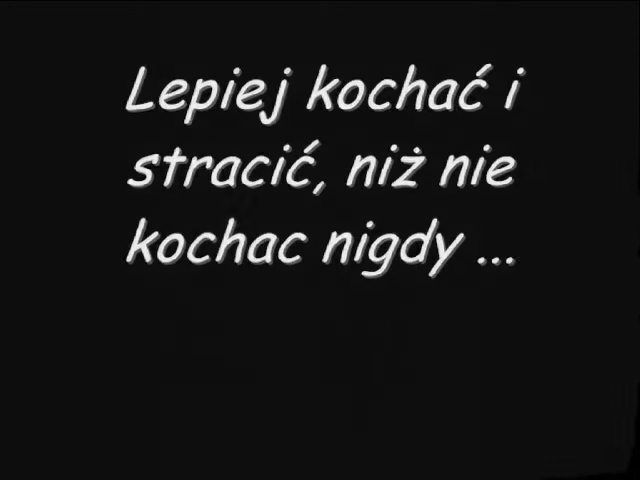 Lepiej kochać i
stracić, niż nie
kochac nigdy ...